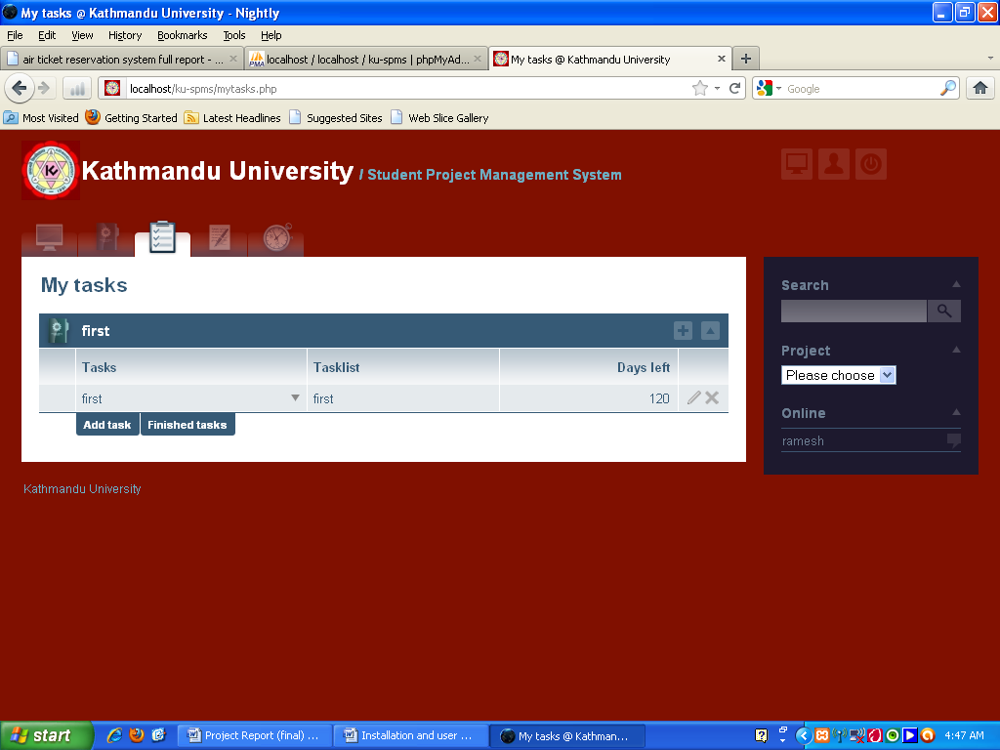 My tasks @ Kathmandu University - Nightly
File Edit View History Bookmarks Tools Help
air ticket reservation system full report - ...
localhost / localhost / ku-spms | phpMyAd...
My tasks @ Kathmandu University
localhost/ku-spms/mytasks.php
Google
Most Visited Getting Started Latest Headlines Suggested Sites Web Slice Gallery
Kathmandu University / Student Project Management System
My tasks
first
Tasks Tasklist Days left
first first 120
Add task Finished tasks
Search
Project
Please choose
Online
ramesh
Kathmandu University
start
Project Report (final) ...
Installation and user ...
My tasks @ Kathman...
4:47 AM